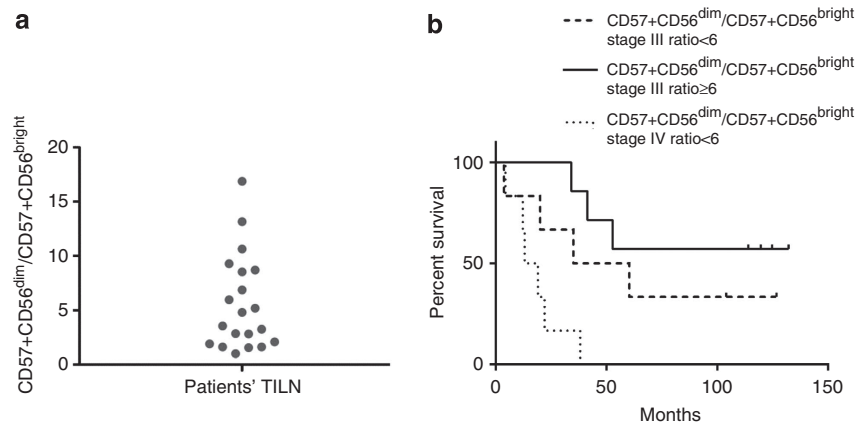 a
CD57+CD56dim/CD57+CD56bright
20
15
10
5
0
Patients' TILN
b
CD57+CD56dim/CD57+CD56bright
stage III ratio<6
CD57+CD56dim/CD57+CD56bright
stage III ratio≥6
CD57+CD56dim/CD57+CD56bright
stage IV ratio<6
Percent survival
100
50
0
0 50 100 150
Months